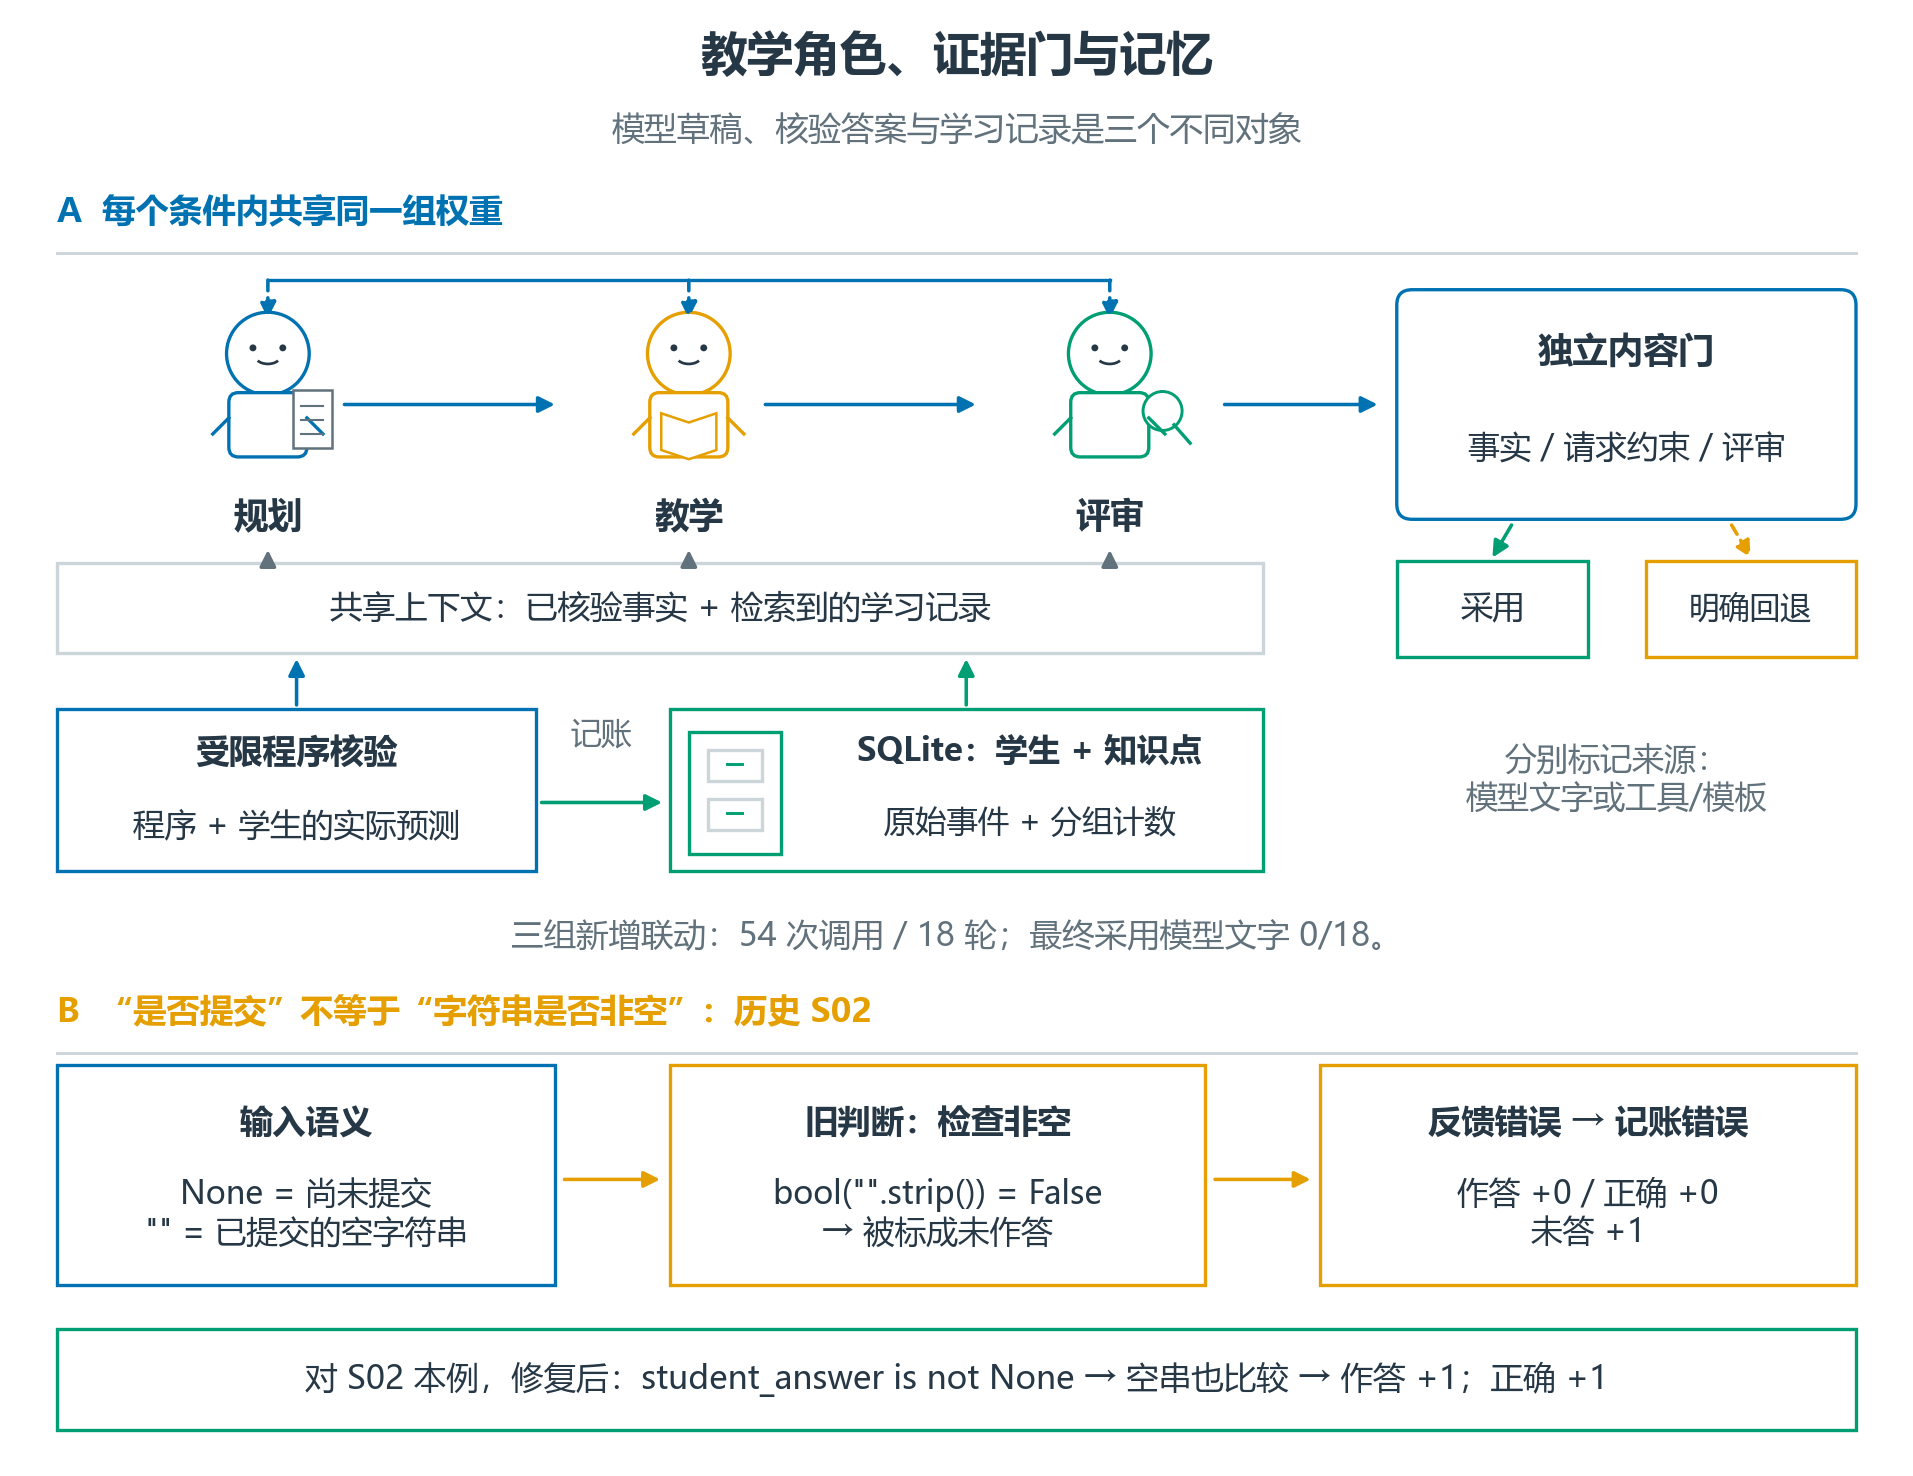 教学角色、证据门与记忆
模型草稿、核验答案与学习记录是三个不同对象
A 每个条件内共享同一组权重
规划
教学
评审
独立内容门
事实 / 请求约束 / 评审
采用
明确回退
共享上下文：已核验事实 + 检索到的学习记录
受限程序核验
程序 + 学生的实际预测
记账
SQLite：学生 + 知识点
原始事件 + 分组计数
分别标记来源：
模型文字或工具/模板
三组新增联动：54 次调用 / 18 轮；最终采用模型文字 0/18。
B “是否提交”不等于“字符串是否非空”：历史 S02
输入语义
None = 尚未提交
"" = 已提交的空字符串
旧判断：检查非空
bool("".strip()) = False
→ 被标成未作答
反馈错误 → 记账错误
作答 +0 / 正确 +0
未答 +1
对 S02 本例，修复后：student_answer is not None → 空串也比较 → 作答 +1；正确 +1